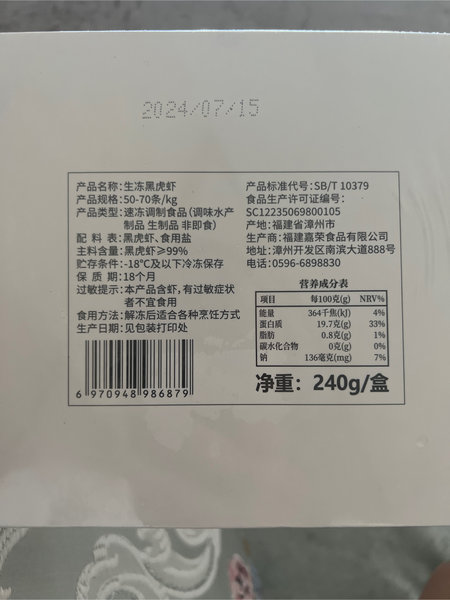 2024/07/15
产品名称：生冻黑虎虾
产品规格：50-70条/kg
产品类型：速冻调制食品（调味水产
制品 生制品 非即食）
配 料 表：黑虎虾、食用盐
主料含量：黑虎虾≥99%
贮存条件：-18℃及以下冷冻保存
保 质 期：18个月
过敏提示：本产品含虾，有过敏症状
者不宜食用
食用方法：解冻后适合各种烹饪方式
生产日期：见包装打印处
6 970948 986879
产品标准代号：SB/T 10379
食品生产许可证编号：
SC12235069800105
产地：福建省漳州市
生产商：福建嘉荣食品有限公司
地址：漳州开发区南滨大道888号
电话：0596-6898830
营养成分表
项目 每100克(g) NRV%
能量 364千焦(kJ) 4%
蛋白质 19.7克(g) 33%
脂肪 0.8克(g) 1%
碳水化合物 0克(g) 0%
钠 136毫克(mg) 7%
净重：240g/盒